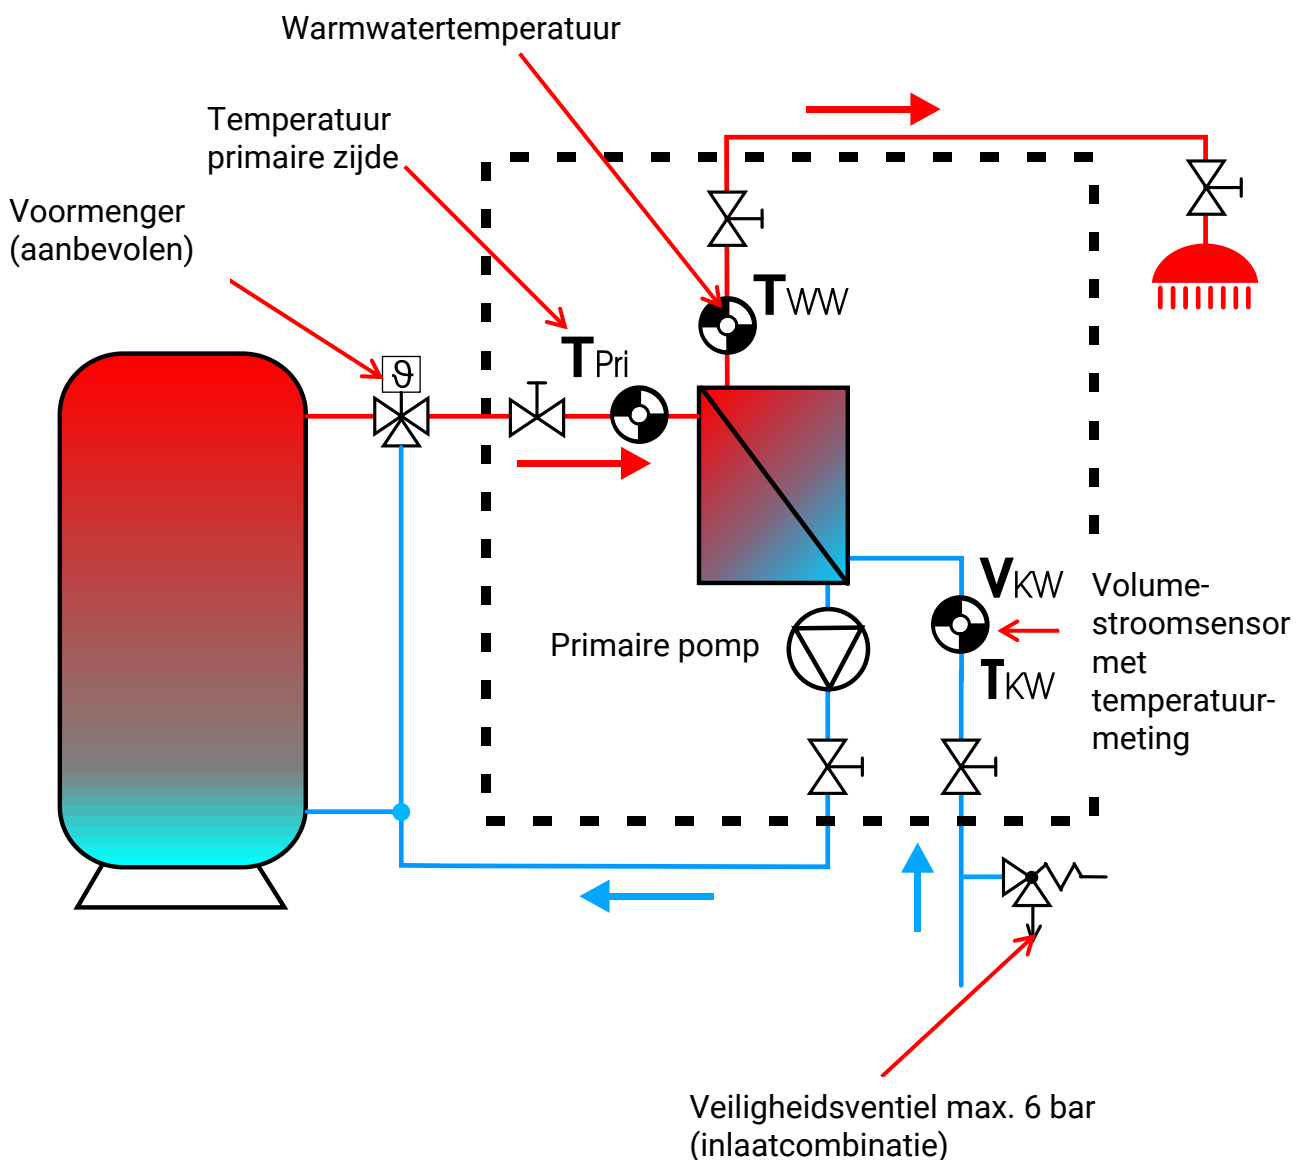 Warmwatertemperatuur
Temperatuur
primaire zijde
Voormenger
(aanbevolen)
TWW
ϑ
TPri
VKW
Volume-
stroomsensor
met
temperatuur-
meting
Primaire pomp
TKW
Veiligheidsventiel max. 6 bar
(inlaatcombinatie)